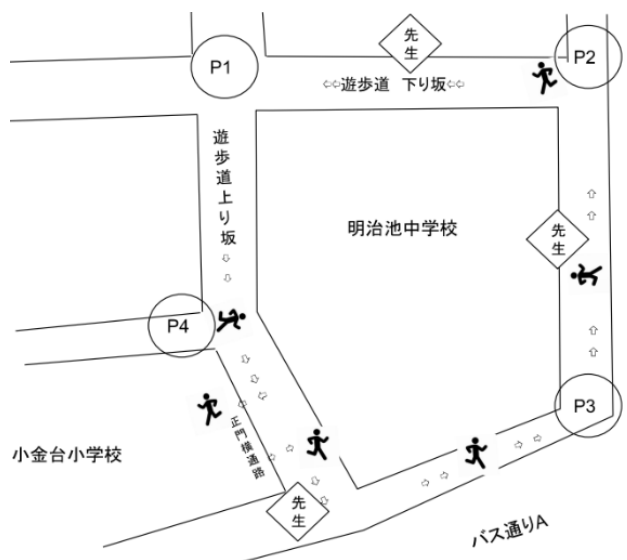 先生
P1
P2
⇦⇦遊歩道 下り坂⇦⇦
遊歩道上り坂
明治池中学校
先生
P4
P3
正門横通路
小金台小学校
先生
バス通りA